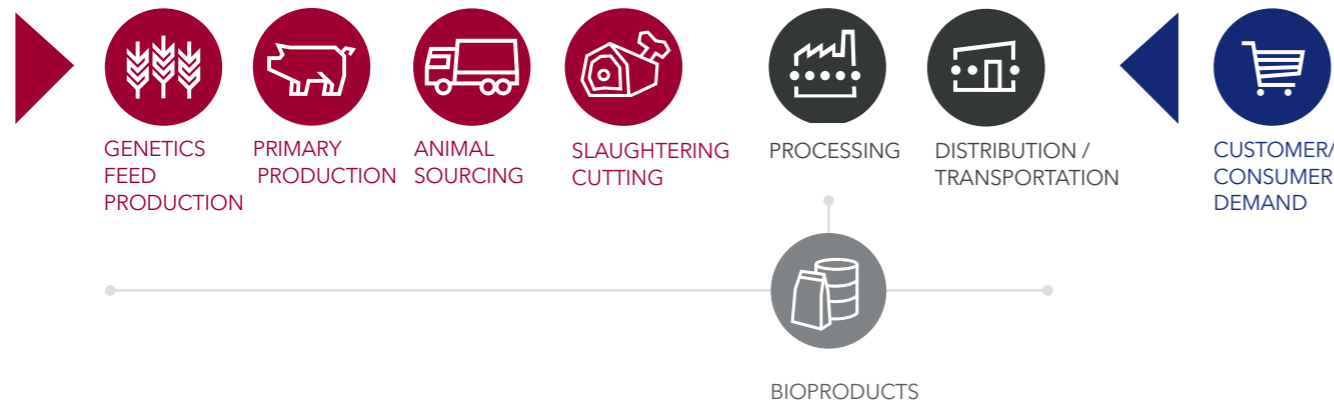 GENETICS
FEED
PRODUCTION
PRIMARY
PRODUCTION
ANIMAL
SOURCING
SLAUGHTERING
CUTTING
PROCESSING
DISTRIBUTION /
TRANSPORTATION
CUSTOMER/
CONSUMER
DEMAND
BIOPRODUCTS